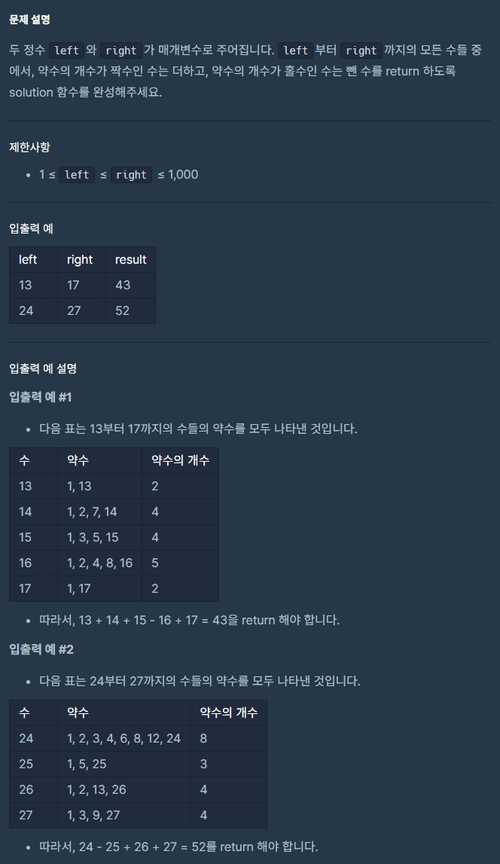 문제 설명
두 정수 left 와 right 가 매개변수로 주어집니다. left 부터 right 까지의 모든 수들 중
에서, 약수의 개수가 짝수인 수는 더하고, 약수의 개수가 홀수인 수는 뺀 수를 return 하도록
solution 함수를 완성해주세요.
제한사항
• 1 ≤ left ≤ right ≤ 1,000
입출력 예
left right result
13 17 43
24 27 52
입출력 예 설명
입출력 예 #1
• 다음 표는 13부터 17까지의 수들의 약수를 모두 나타낸 것입니다.
수 약수 약수의 개수
13 1, 13 2
14 1, 2, 7, 14 4
15 1, 3, 5, 15 4
16 1, 2, 4, 8, 16 5
17 1, 17 2
• 따라서, 13 + 14 + 15 - 16 + 17 = 43을 return 해야 합니다.
입출력 예 #2
• 다음 표는 24부터 27까지의 수들의 약수를 모두 나타낸 것입니다.
수 약수 약수의 개수
24 1, 2, 3, 4, 6, 8, 12, 24 8
25 1, 5, 25 3
26 1, 2, 13, 26 4
27 1, 3, 9, 27 4
• 따라서, 24 - 25 + 26 + 27 = 52를 return 해야 합니다.